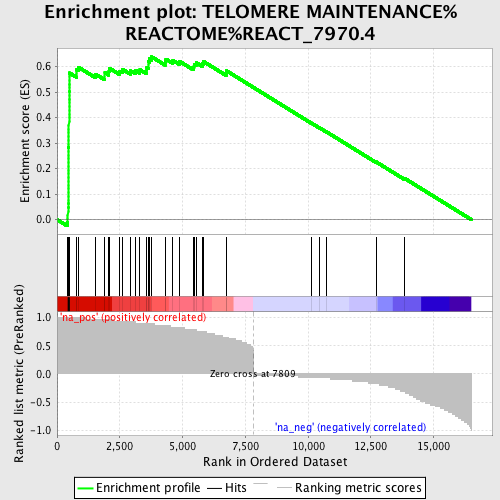 Enrichment plot: TELOMERE MAINTENANCE%
REACTOME%REACT_7970.4
Enrichment score (ES)
0.6
0.5
0.4
0.3
0.2
0.1
0.0
Ranked list metric (PreRanked)
1.0
0.5
0.0
-0.5
-1.0
'na_pos' (positively correlated)
Zero cross at 7809
'na_neg' (negatively correlated)
0 2,500 5,000 7,500 10,000 12,500 15,000
Rank in Ordered Dataset
Enrichment profile Hits Ranking metric scores